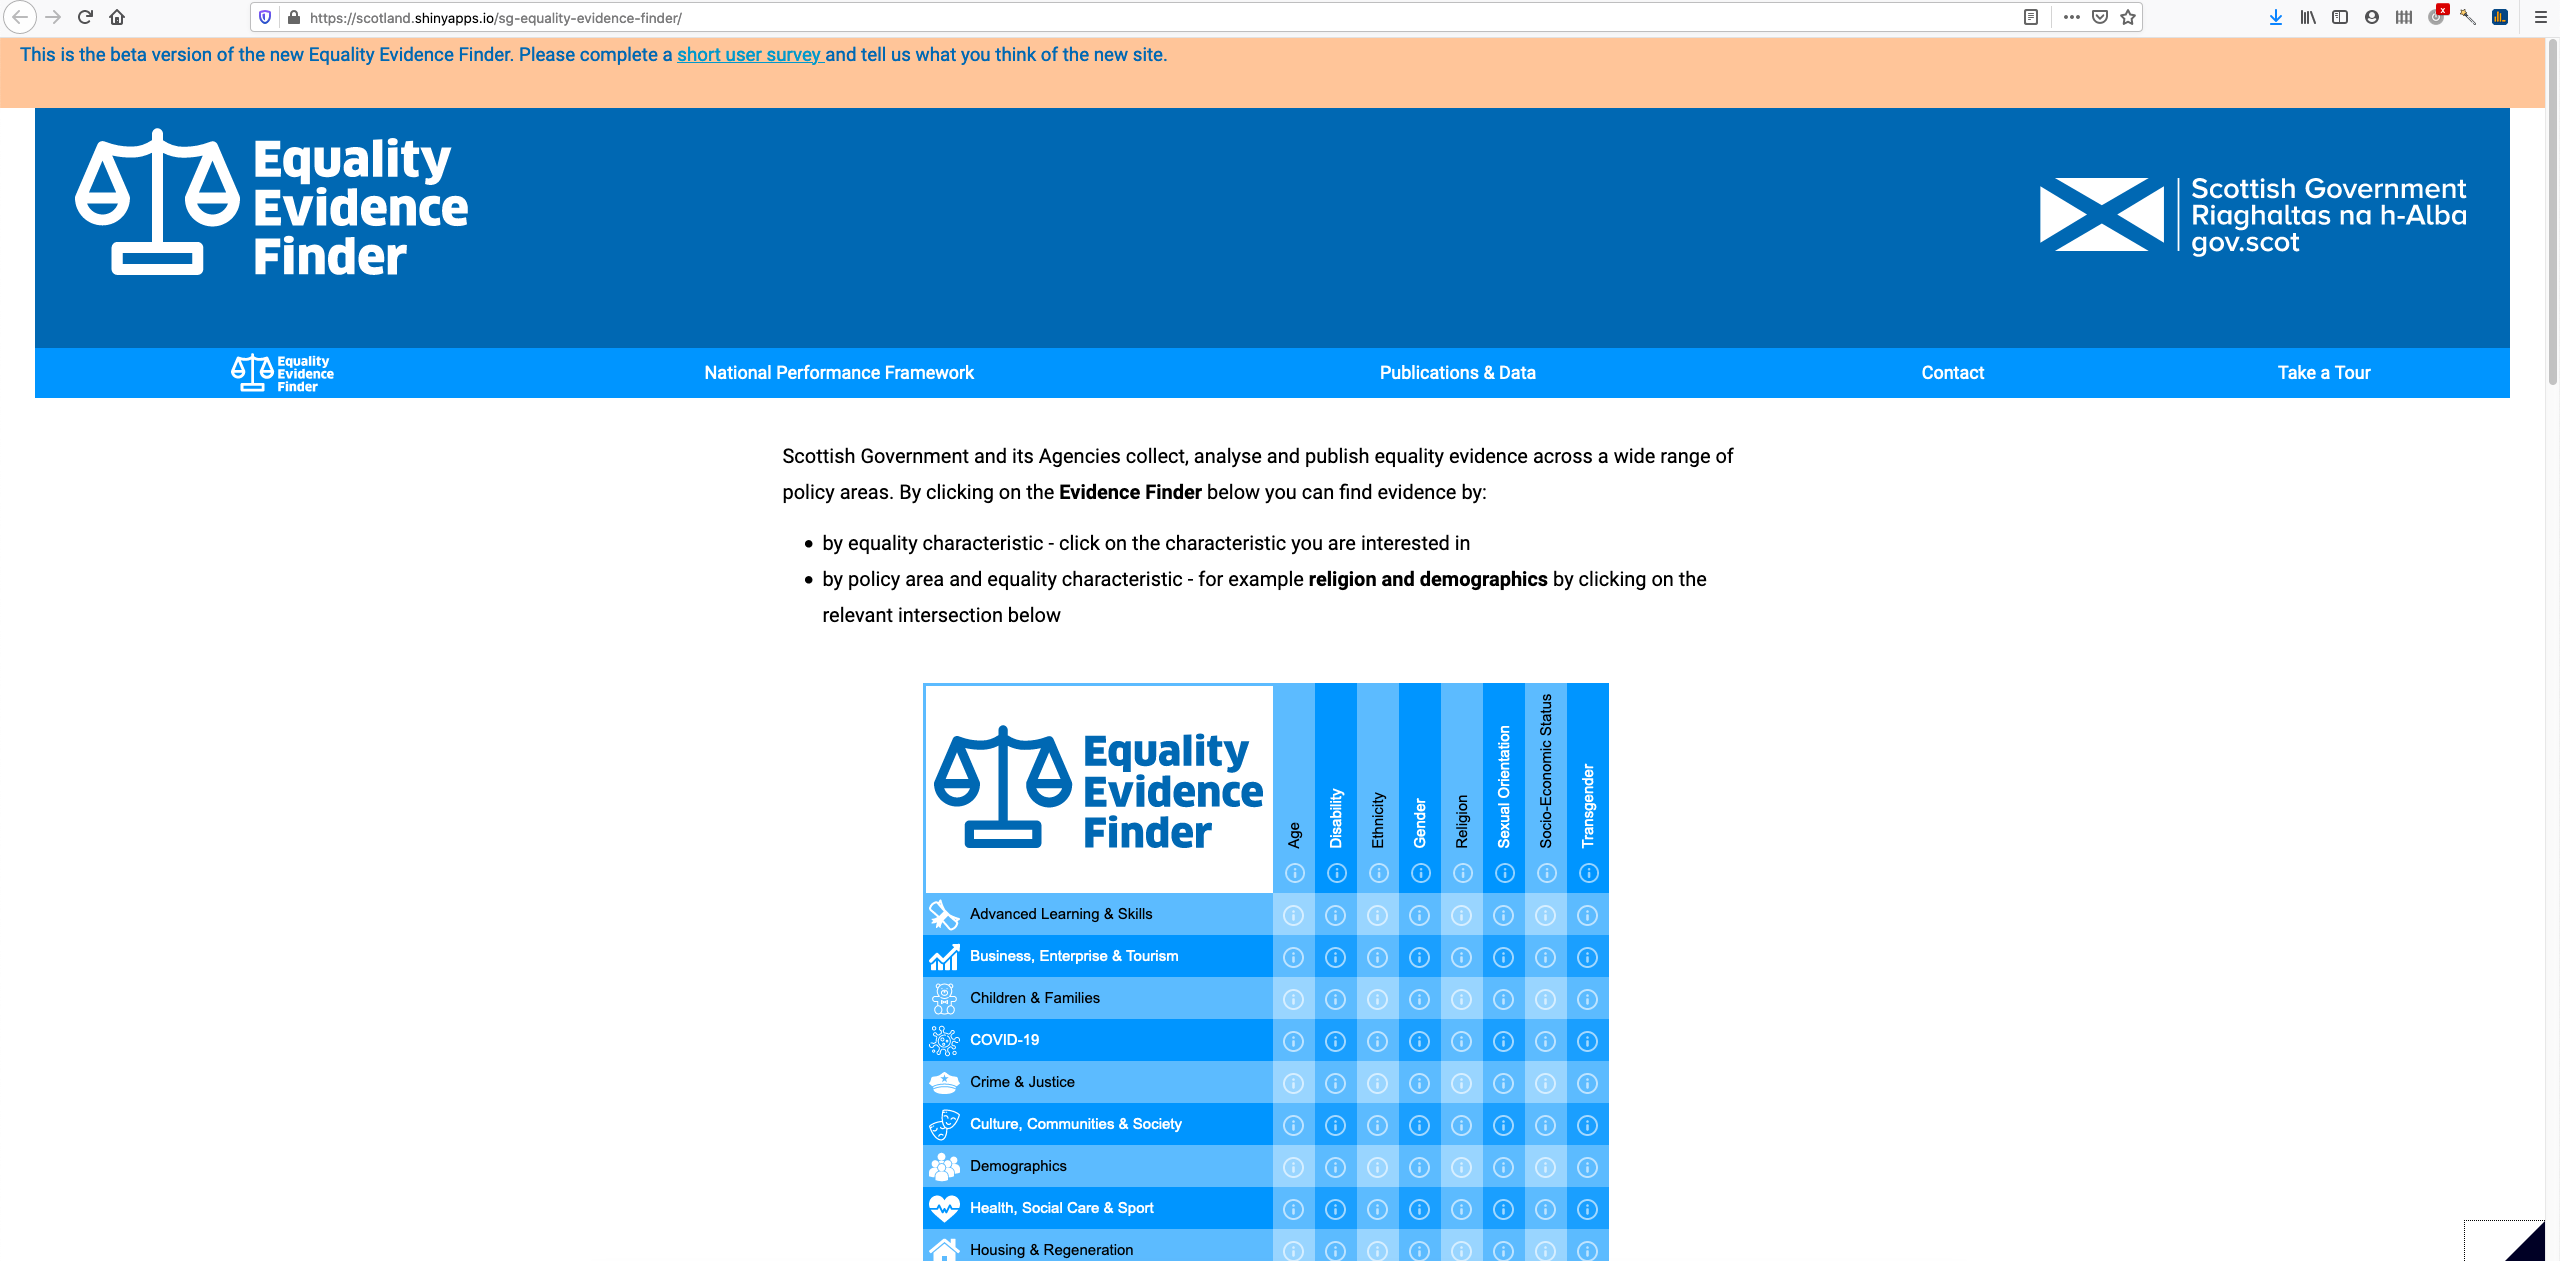 https://scotland.shinyapps.io/sg-equality-evidence-finder/
This is the beta version of the new Equality Evidence Finder. Please complete a short user survey and tell us what you think of the new site.
Equality
Evidence
Finder
Scottish Government
Riaghaltas na h-Alba
gov.scot
Equality
Evidence
Finder
National Performance Framework
Publications & Data
Contact
Take a Tour
Scottish Government and its Agencies collect, analyse and publish equality evidence across a wide range of
policy areas. By clicking on the Evidence Finder below you can find evidence by:
• by equality characteristic - click on the characteristic you are interested in
• by policy area and equality characteristic - for example religion and demographics by clicking on the
relevant intersection below
Equality
Evidence
Finder
Age
Disability
Ethnicity
Gender
Religion
Sexual Orientation
Socio-Economic Status
Transgender
Advanced Learning & Skills
Business, Enterprise & Tourism
Children & Families
COVID-19
Crime & Justice
Culture, Communities & Society
Demographics
Health, Social Care & Sport
Housing & Regeneration